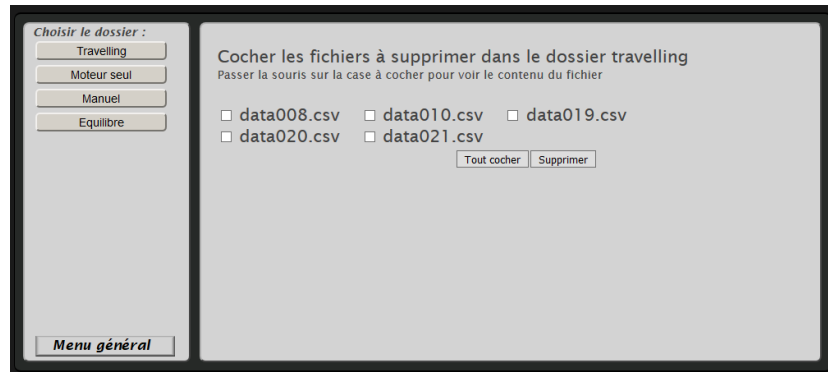 Choisir le dossier :
Travelling
Moteur seul
Manuel
Equilibre
Menu général
Cocher les fichiers à supprimer dans le dossier travelling
Passer la souris sur la case à cocher pour voir le contenu du fichier
data008.csv data010.csv data019.csv
data020.csv data021.csv
Tout cocher Supprimer